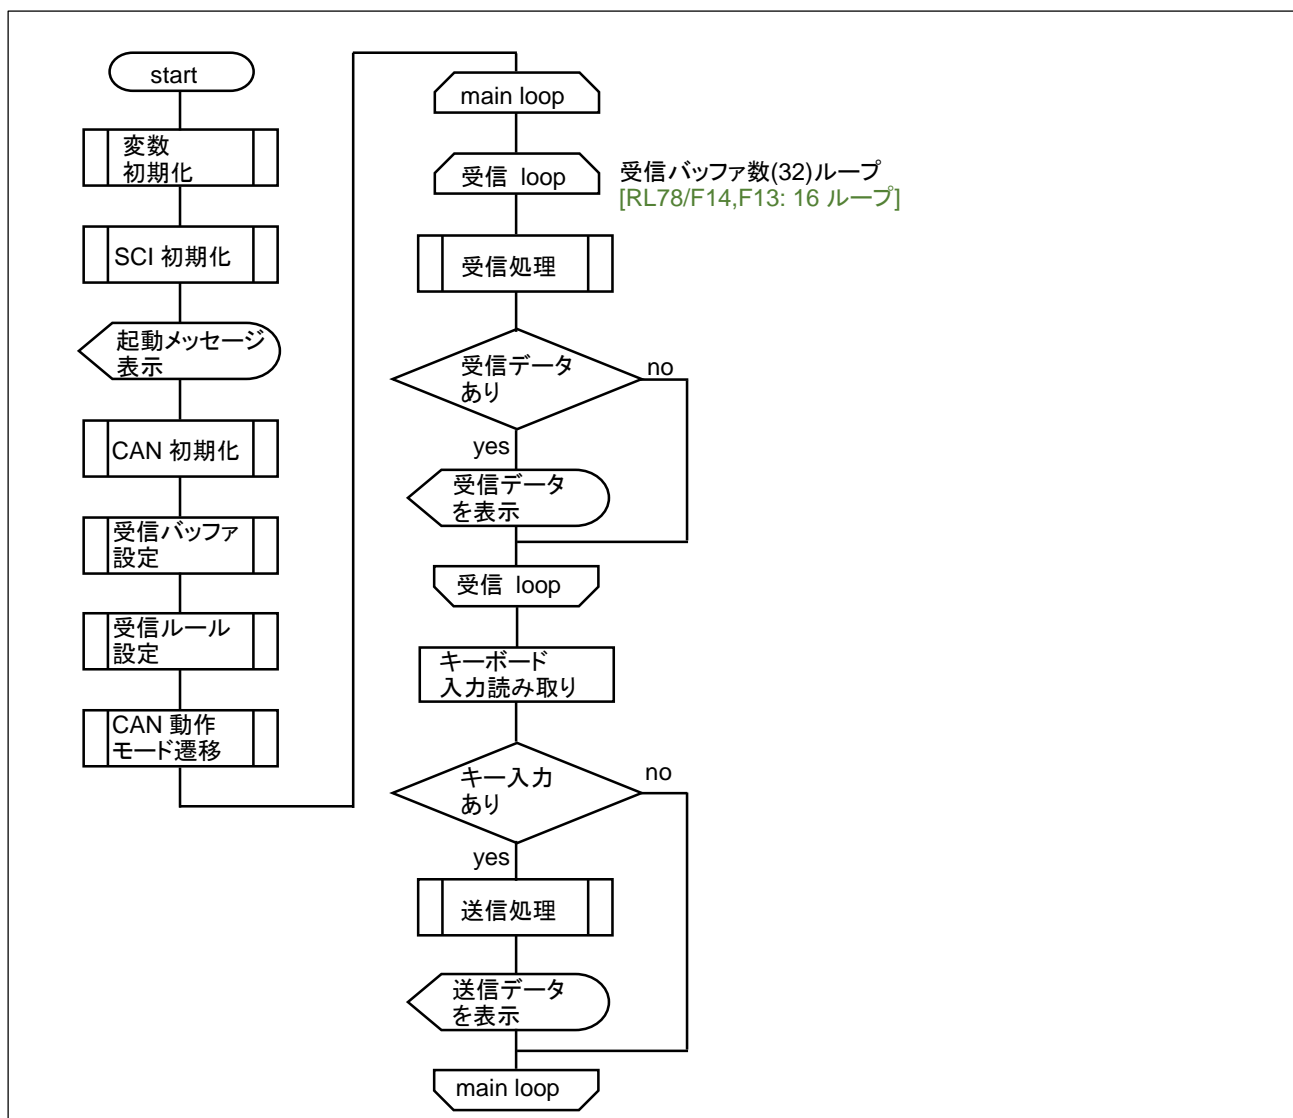 start
変数
初期化
SCI 初期化
起動メッセージ
表示
CAN 初期化
受信バッファ
設定
受信ルール
設定
CAN 動作
モード遷移
main loop
受信 loop
受信バッファ数(32)ループ
[RL78/F14,F13: 16 ループ]
受信処理
受信データ
あり
no
yes
受信データ
を表示
受信 loop
キーボード
入力読み取り
キー入力
あり
no
yes
送信処理
送信データ
を表示
main loop